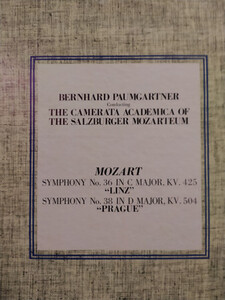 BERNHARD PAUMGARTNER
Conducting
THE CAMERATA ACADEMICA OF
THE SALZBURGER MOZARTEUM
MOZART
SYMPHONY No. 36 IN C MAJOR, KV. 425
“LINZ”
SYMPHONY No. 38 IN D MAJOR, KV. 504
“PRAGUE”